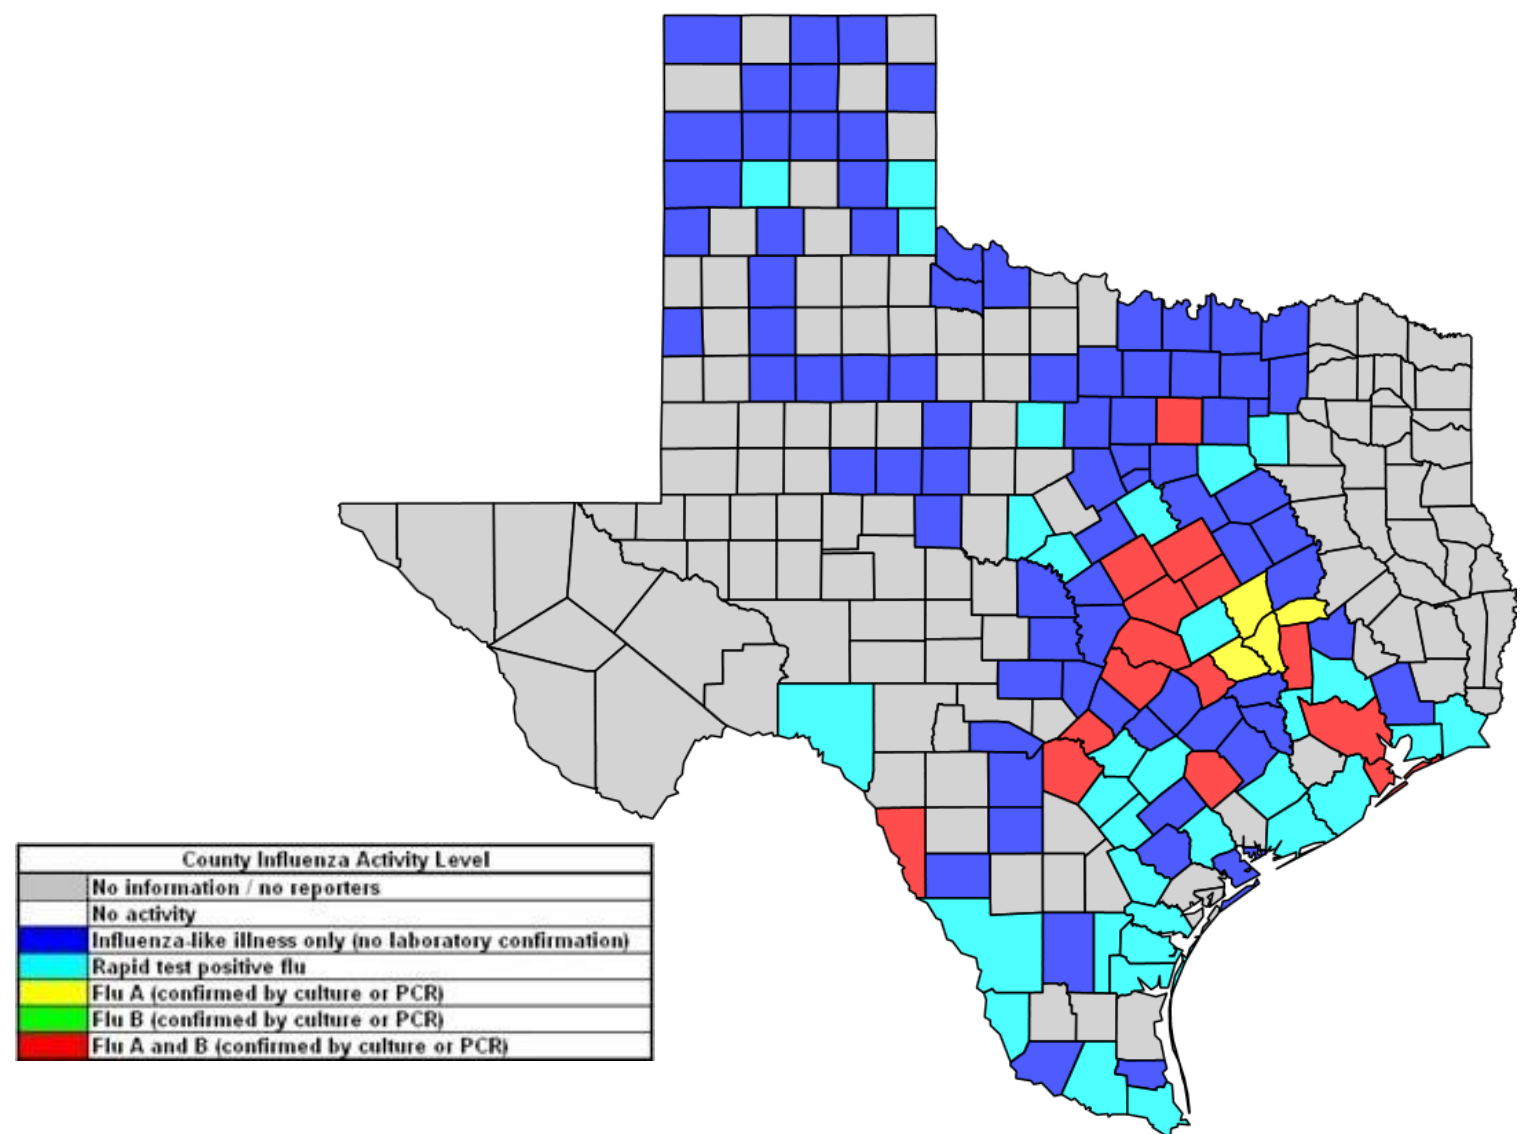 County Influenza Activity Level
No information / no reporters
No activity
Influenza-like illness only (no laboratory confirmation)
Rapid test positive flu
Flu A (confirmed by culture or PCR)
Flu B (confirmed by culture or PCR)
Flu A and B (confirmed by culture or PCR)